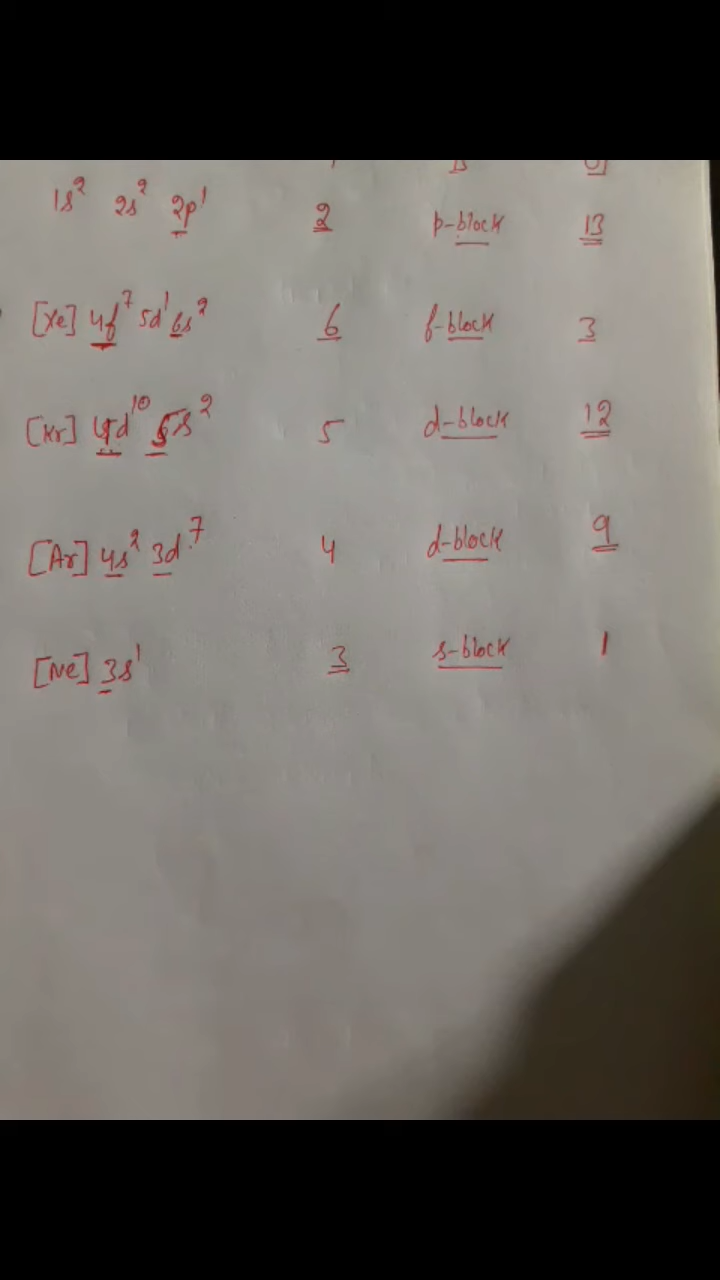 1s² 2s² 2p¹ 2 p-block 13
[Xe] 4f⁷ 5d¹ 6s² 6 f-block 3
[Kr] 4d¹⁰ 5s² 5 d-block 12
[Ar] 4s² 3d⁷ 4 d-block 9
[Ne] 3s¹ 3 s-block 1